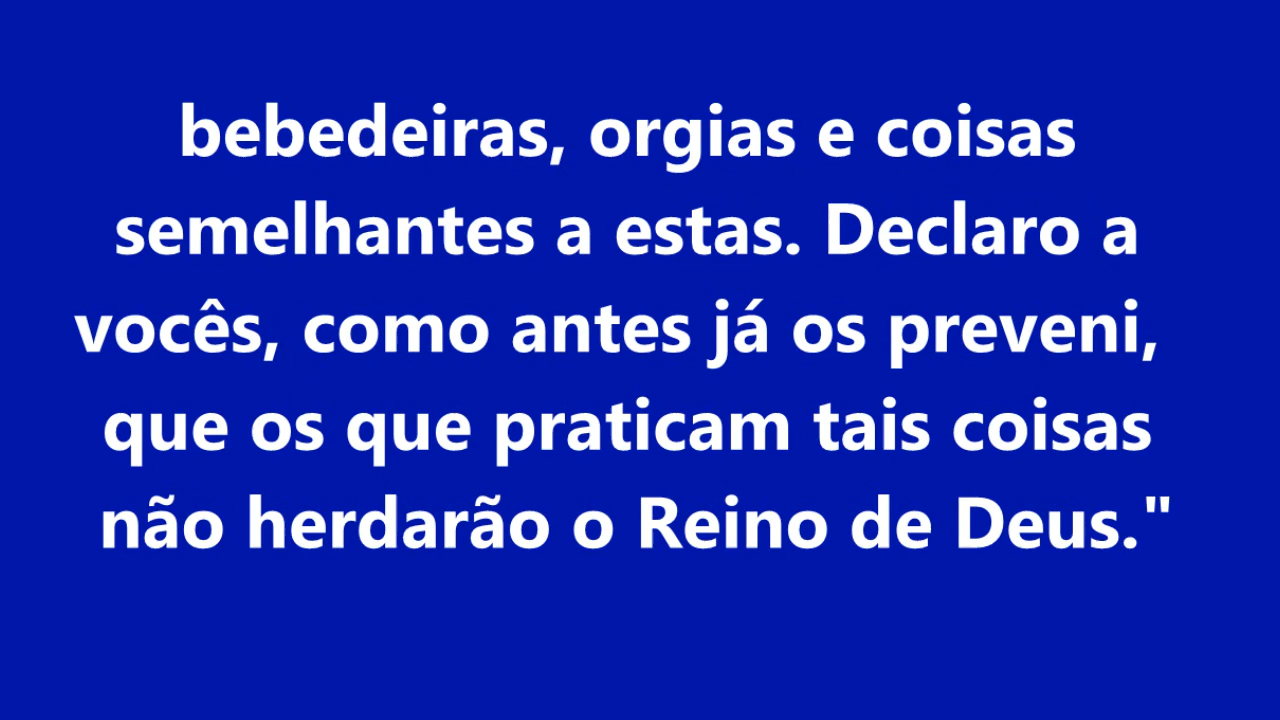 bebedeiras, orgias e coisas
semelhantes a estas. Declaro a
vocês, como antes já os preveni,
que os que praticam tais coisas
não herdarão o Reino de Deus."